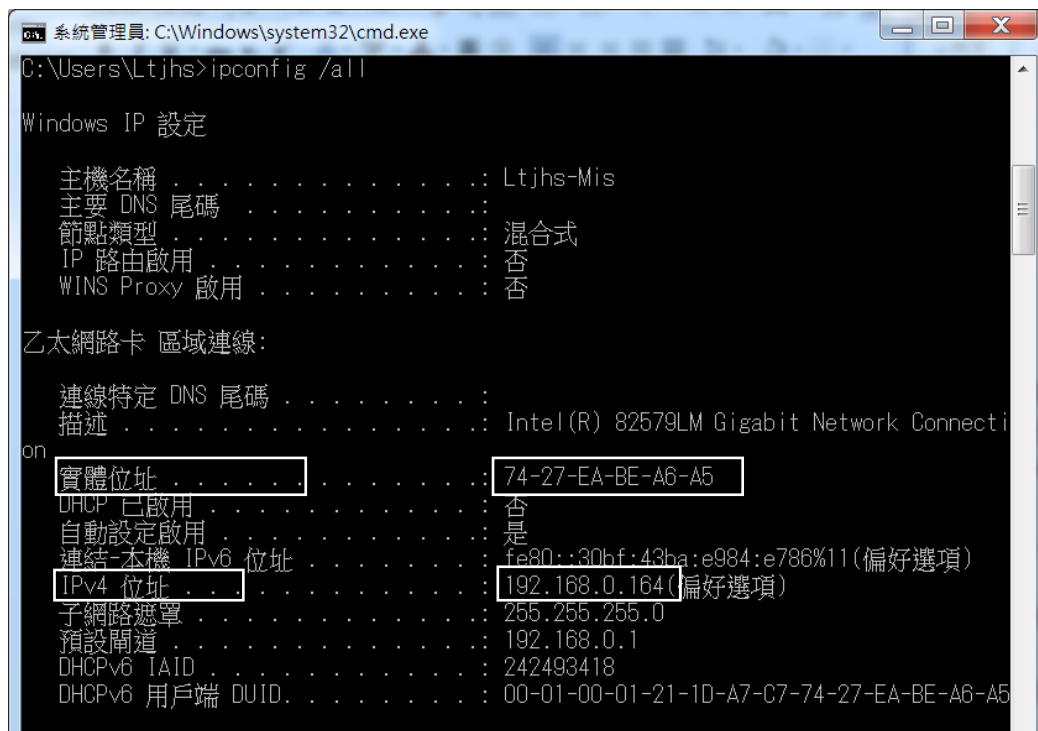 系統管理員: C:\Windows\system32\cmd.exe
C:\Users\Ltjhs>ipconfig /all
Windows IP 設定
主機名稱 . . . . . . . . . . . . .: Ltjhs-Mis
主要 DNS 尾碼 . . . . . . . . . .:
節點類型 . . . . . . . . . . . . .: 混合式
IP 路由啟用 . . . . . . . . . . . : 否
WINS Proxy 啟用 . . . . . . . . . : 否
乙太網路卡 區域連線:
連線特定 DNS 尾碼 . . . . . . . . :
描述 . . . . . . . . . . . . . . .: Intel(R) 82579LM Gigabit Network Connecti
on
實體位址 . . . . . . . . . . . . .: 74-27-EA-BE-A6-A5
DHCP 已啟用 . . . . . . . . . . . : 否
自動設定啟用 . . . . . . . . . . .: 是
連結-本機 IPv6 位址 . . . . . . . : fe80::30bf:43ba:e984:e786%11(偏好選項)
IPv4 位址 . . . . . . . . . . . . : 192.168.0.164(偏好選項)
子網路遮罩 . . . . . . . . . . . .: 255.255.255.0
預設閘道 . . . . . . . . . . . . .: 192.168.0.1
DHCPv6 IAID . . . . . . . . . . . : 242493418
DHCPv6 用戶端 DUID. . . . . . . . : 00-01-00-01-21-1D-A7-C7-74-27-EA-BE-A6-A5